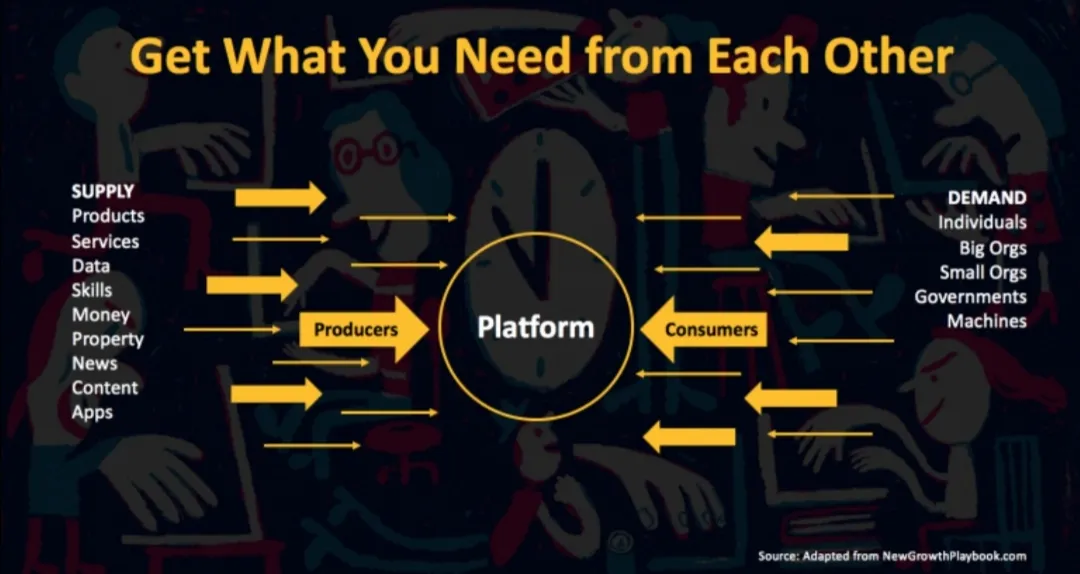 Get What You Need from Each Other
SUPPLY
Products
Services
Data
Skills
Money
Property
News
Content
Apps
Producers
Platform
Consumers
DEMAND
Individuals
Big Orgs
Small Orgs
Governments
Machines
Source: Adapted from NewGrowthPlaybook.com